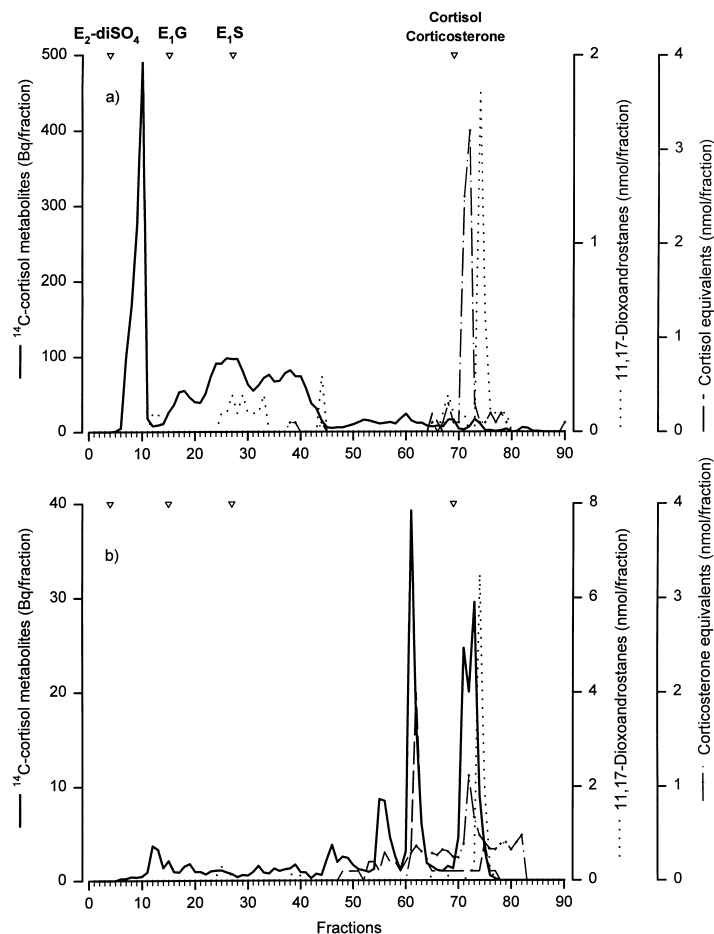 Cortisol
E₂-diSO₄ E₁G E₁S Corticosterone
a)
500
400
300
200
100
0
2
1
0
4
3
2
1
0
¹⁴C-cortisol metabolites (Bq/fraction)
11,17-Dioxoandrostanes (nmol/fraction)
Cortisol equivalents (nmol/fraction)
0 10 20 30 40 50 60 70 80 90
b)
40
30
20
10
0
8
6
4
2
0
4
3
2
1
0
¹⁴C-cortisol metabolites (Bq/fraction)
11,17-Dioxoandrostanes (nmol/fraction)
Corticosterone equivalents (nmol/fraction)
0 10 20 30 40 50 60 70 80 90
Fractions